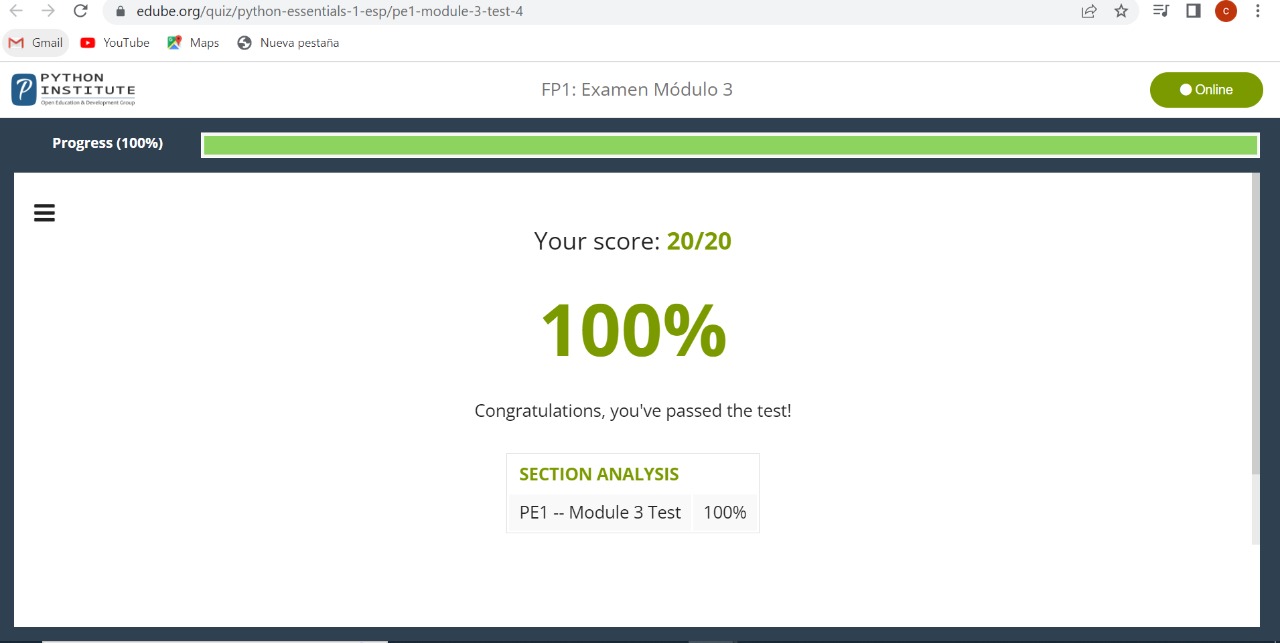 edube.org/quiz/python-essentials-1-esp/pe1-module-3-test-4
C
Gmail YouTube Maps Nueva pestaña
PYTHON
INSTITUTE
Open Education & Development Group
FP1: Examen Módulo 3
Online
Progress (100%)
Your score: 20/20
100%
Congratulations, you've passed the test!
SECTION ANALYSIS
PE1 -- Module 3 Test 100%